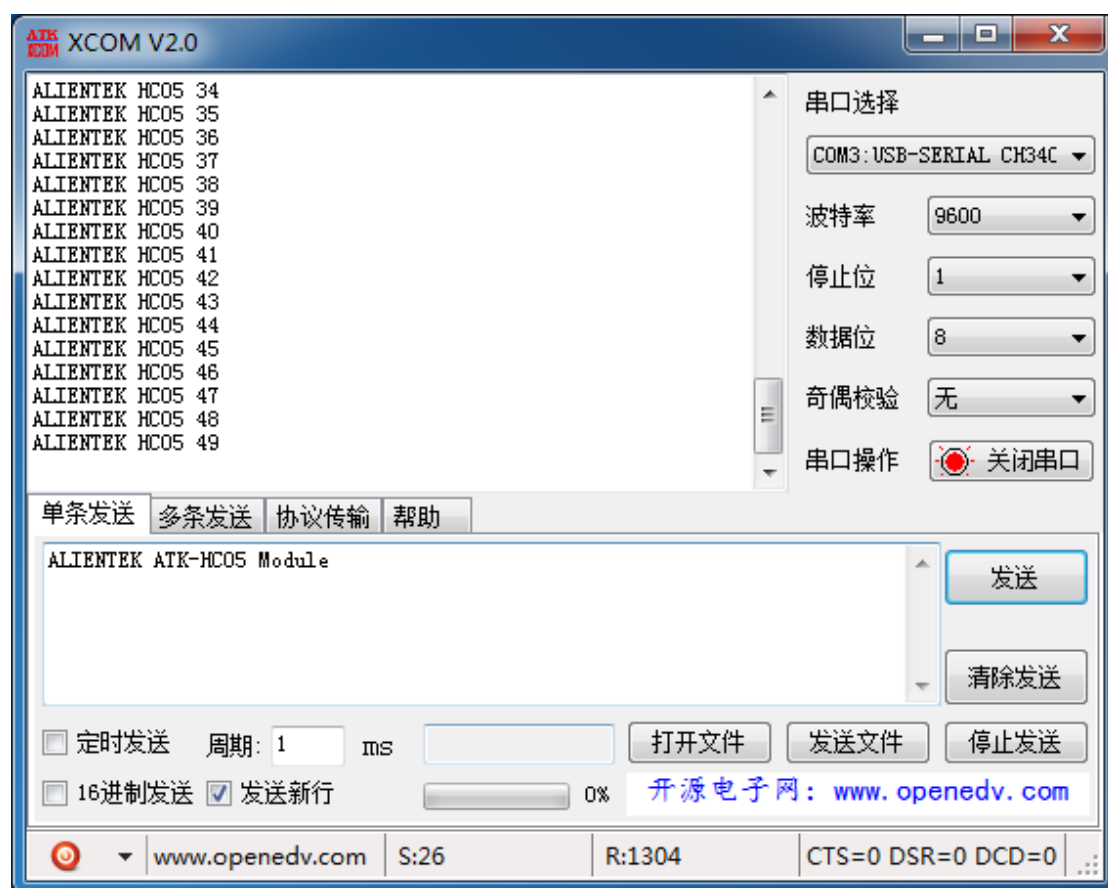 ATK XCOM XCOM V2.0
ALIENTEK HC05 34
ALIENTEK HC05 35
ALIENTEK HC05 36
ALIENTEK HC05 37
ALIENTEK HC05 38
ALIENTEK HC05 39
ALIENTEK HC05 40
ALIENTEK HC05 41
ALIENTEK HC05 42
ALIENTEK HC05 43
ALIENTEK HC05 44
ALIENTEK HC05 45
ALIENTEK HC05 46
ALIENTEK HC05 47
ALIENTEK HC05 48
ALIENTEK HC05 49
串口选择
COM3:USB-SERIAL CH34
波特率 9600
停止位 1
数据位 8
奇偶校验 无
串口操作 关闭串口
单条发送 多条发送 协议传输 帮助
ALIENTEK ATK-HC05 Module
发送
清除发送
定时发送 周期: 1 ms 打开文件 发送文件 停止发送
16进制发送 发送新行 0% 开源电子网: www.openedv.com
www.openedv.com S:26 R:1304 CTS=0 DSR=0 DCD=0